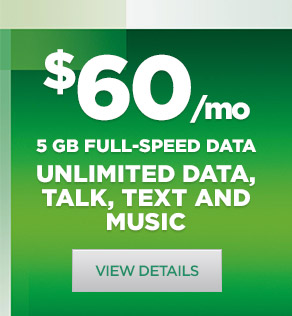 $60/mo
5 GB FULL-SPEED DATA
UNLIMITED DATA,
TALK, TEXT AND
MUSIC
VIEW DETAILS